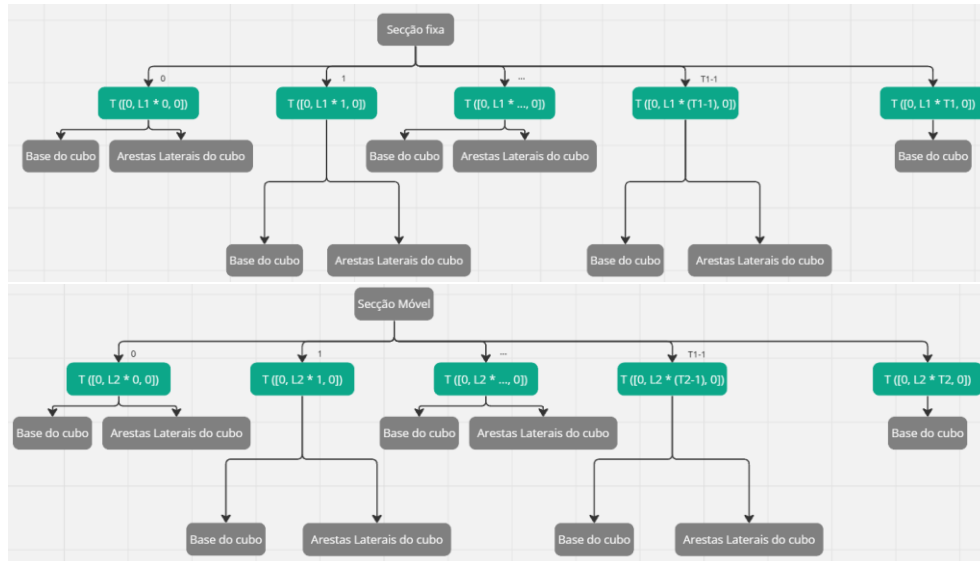 Secção fixa
0 1 ... T1-1
T ([0, L1 * 0, 0]) T ([0, L1 * 1, 0]) T ([0, L1 * ..., 0]) T ([0, L1 * (T1-1), 0]) T ([0, L1 * T1, 0])
Base do cubo Arestas Laterais do cubo Base do cubo Arestas Laterais do cubo Base do cubo
Base do cubo Arestas Laterais do cubo Base do cubo Arestas Laterais do cubo
Secção Móvel
0 1 ... T1-1
T ([0, L2 * 0, 0]) T ([0, L2 * 1, 0]) T ([0, L2 * ..., 0]) T ([0, L2 * (T2-1), 0]) T ([0, L2 * T2, 0])
Base do cubo Arestas Laterais do cubo Base do cubo Arestas Laterais do cubo Base do cubo
Base do cubo Arestas Laterais do cubo Base do cubo Arestas Laterais do cubo